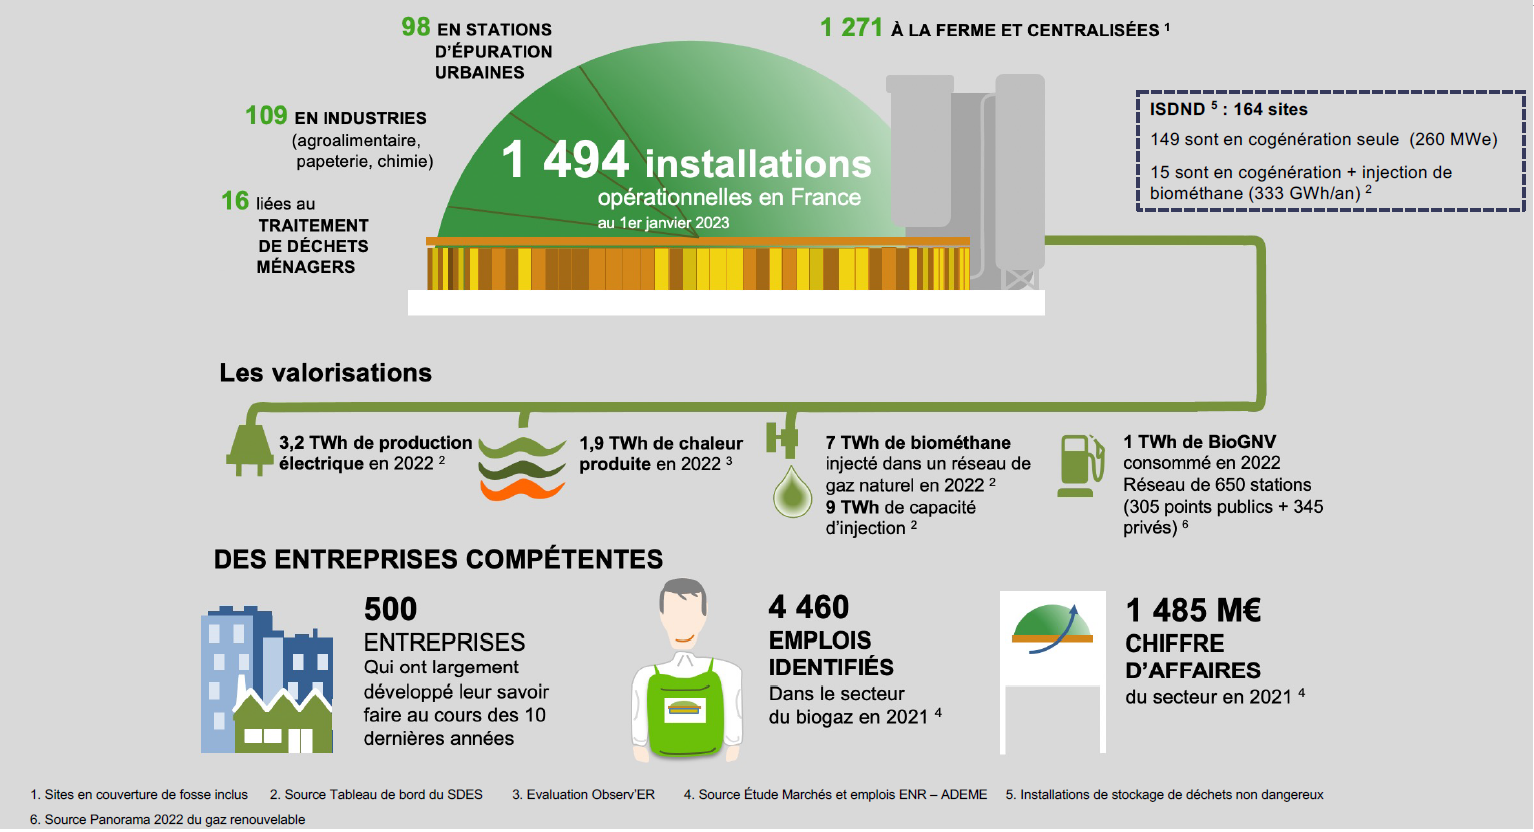 98 EN STATIONS
D'ÉPURATION
URBAINES
1 271 À LA FERME ET CENTRALISÉES 1
109 EN INDUSTRIES
(agroalimentaire,
papeterie, chimie)
16 liées au
TRAITEMENT
DE DÉCHETS
MÉNAGERS
1 494 installations
opérationnelles en France
au 1er janvier 2023
ISDND 5 : 164 sites
149 sont en cogénération seule (260 MWe)
15 sont en cogénération + injection de
biométhane (333 GWh/an) 2
Les valorisations
3,2 TWh de production
électrique en 2022 2
1,9 TWh de chaleur
produite en 2022 3
7 TWh de biométhane
injecté dans un réseau de
gaz naturel en 2022 2
9 TWh de capacité
d'injection 2
1 TWh de BioGNV
consommé en 2022
Réseau de 650 stations
(305 points publics + 345
privés) 6
DES ENTREPRISES COMPÉTENTES
500
ENTREPRISES
Qui ont largement
développé leur savoir
faire au cours des 10
dernières années
4 460
EMPLOIS
IDENTIFIÉS
Dans le secteur
du biogaz en 2021 4
1 485 M€
CHIFFRE
D'AFFAIRES
du secteur en 2021 4
1. Sites en couverture de fosse inclus 2. Source Tableau de bord du SDES 3. Evaluation Observ'ER 4. Source Étude Marchés et emplois ENR – ADEME 5. Installations de stockage de déchets non dangereux
6. Source Panorama 2022 du gaz renouvelable